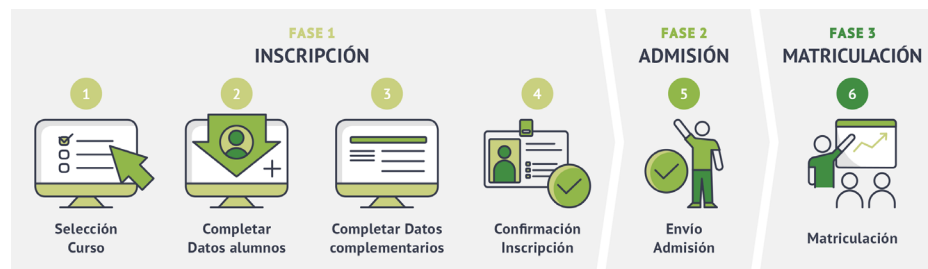 FASE 1
INSCRIPCIÓN
1
2
3
4
Selección
Curso
Completar
Datos alumnos
Completar Datos
complementarios
Confirmación
Inscripción
FASE 2
ADMISIÓN
5
Envío
Admisión
FASE 3
MATRICULACIÓN
6
Matriculación